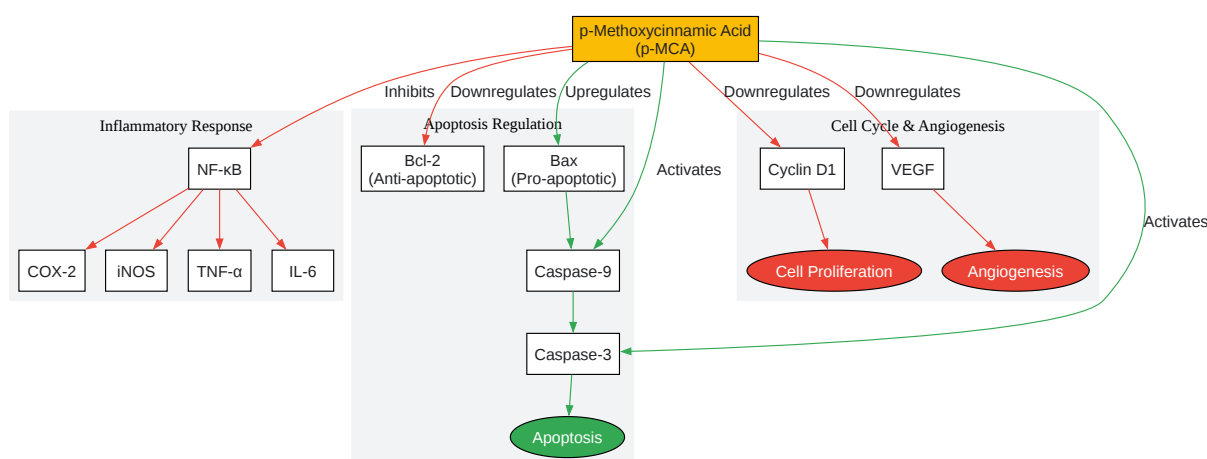 p-Methoxycinnamic Acid
(p-MCA)
Inhibits
Downregulates
Upregulates
Downregulates
Downregulates
Inflammatory Response
Apoptosis Regulation
Cell Cycle & Angiogenesis
NF-κB
Bcl-2
(Anti-apoptotic)
Bax
(Pro-apoptotic)
Activates
Cyclin D1
VEGF
Activates
COX-2
iNOS
TNF-α
IL-6
Caspase-9
Cell Proliferation
Angiogenesis
Caspase-3
Apoptosis